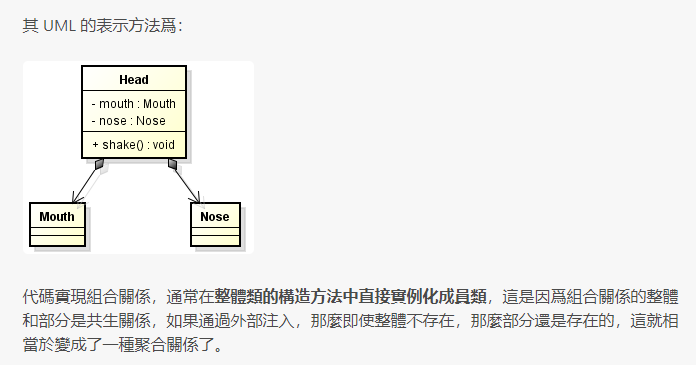 其 UML 的表示方法爲：
Head
- mouth : Mouth
- nose : Nose
+ shake() : void
Mouth
Nose
代碼實現組合關係，通常在整體類的構造方法中直接實例化成員類，這是因爲組合關係的整體
和部分是共生關係，如果通過外部注入，那麼即使整體不存在，那麼部分還是存在的，這就相
當於變成了一種聚合關係了。